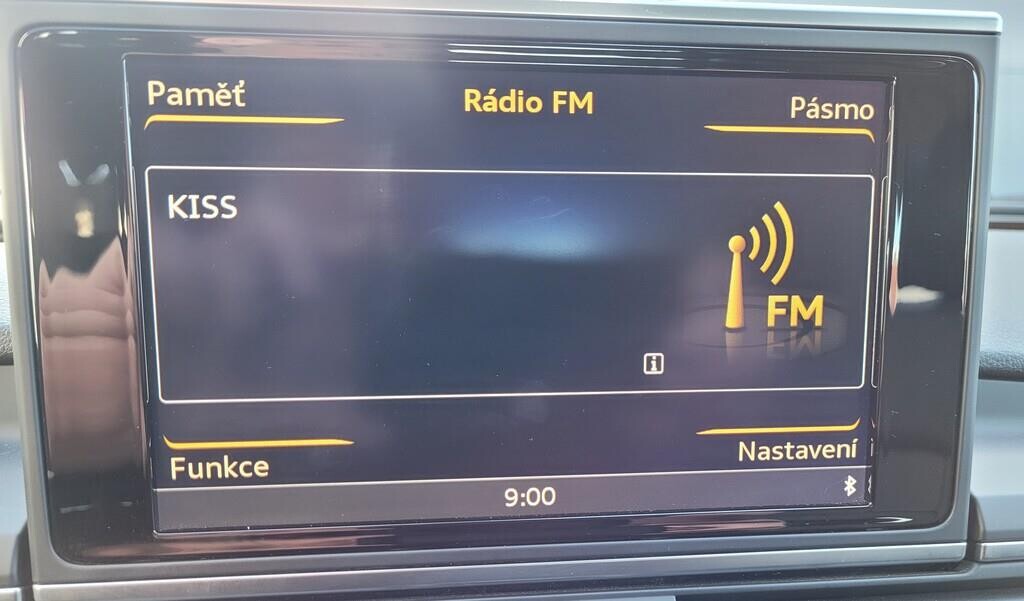 Paměť
Rádio FM
Pásmo
KISS
FM
i
Funkce
Nastavení
9:00